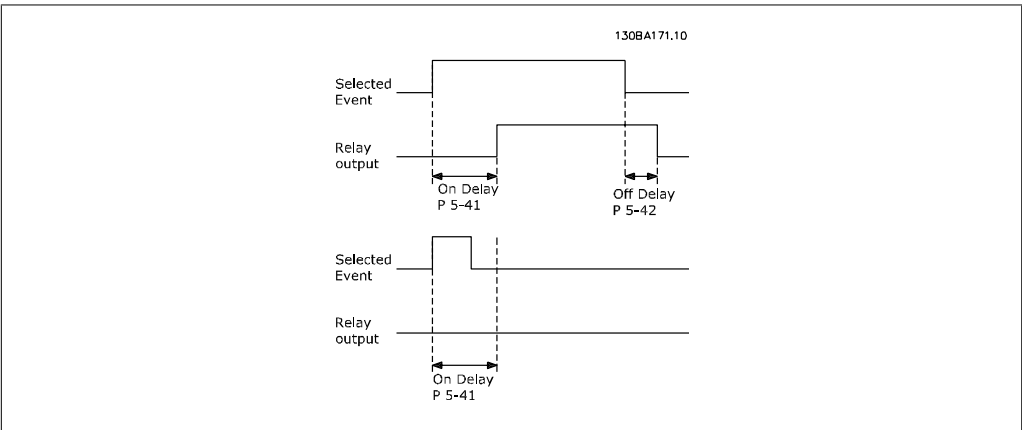 130BA171.10
Selected
Event
Relay
output
On Delay
P 5-41
Off Delay
P 5-42
Selected
Event
Relay
output
On Delay
P 5-41